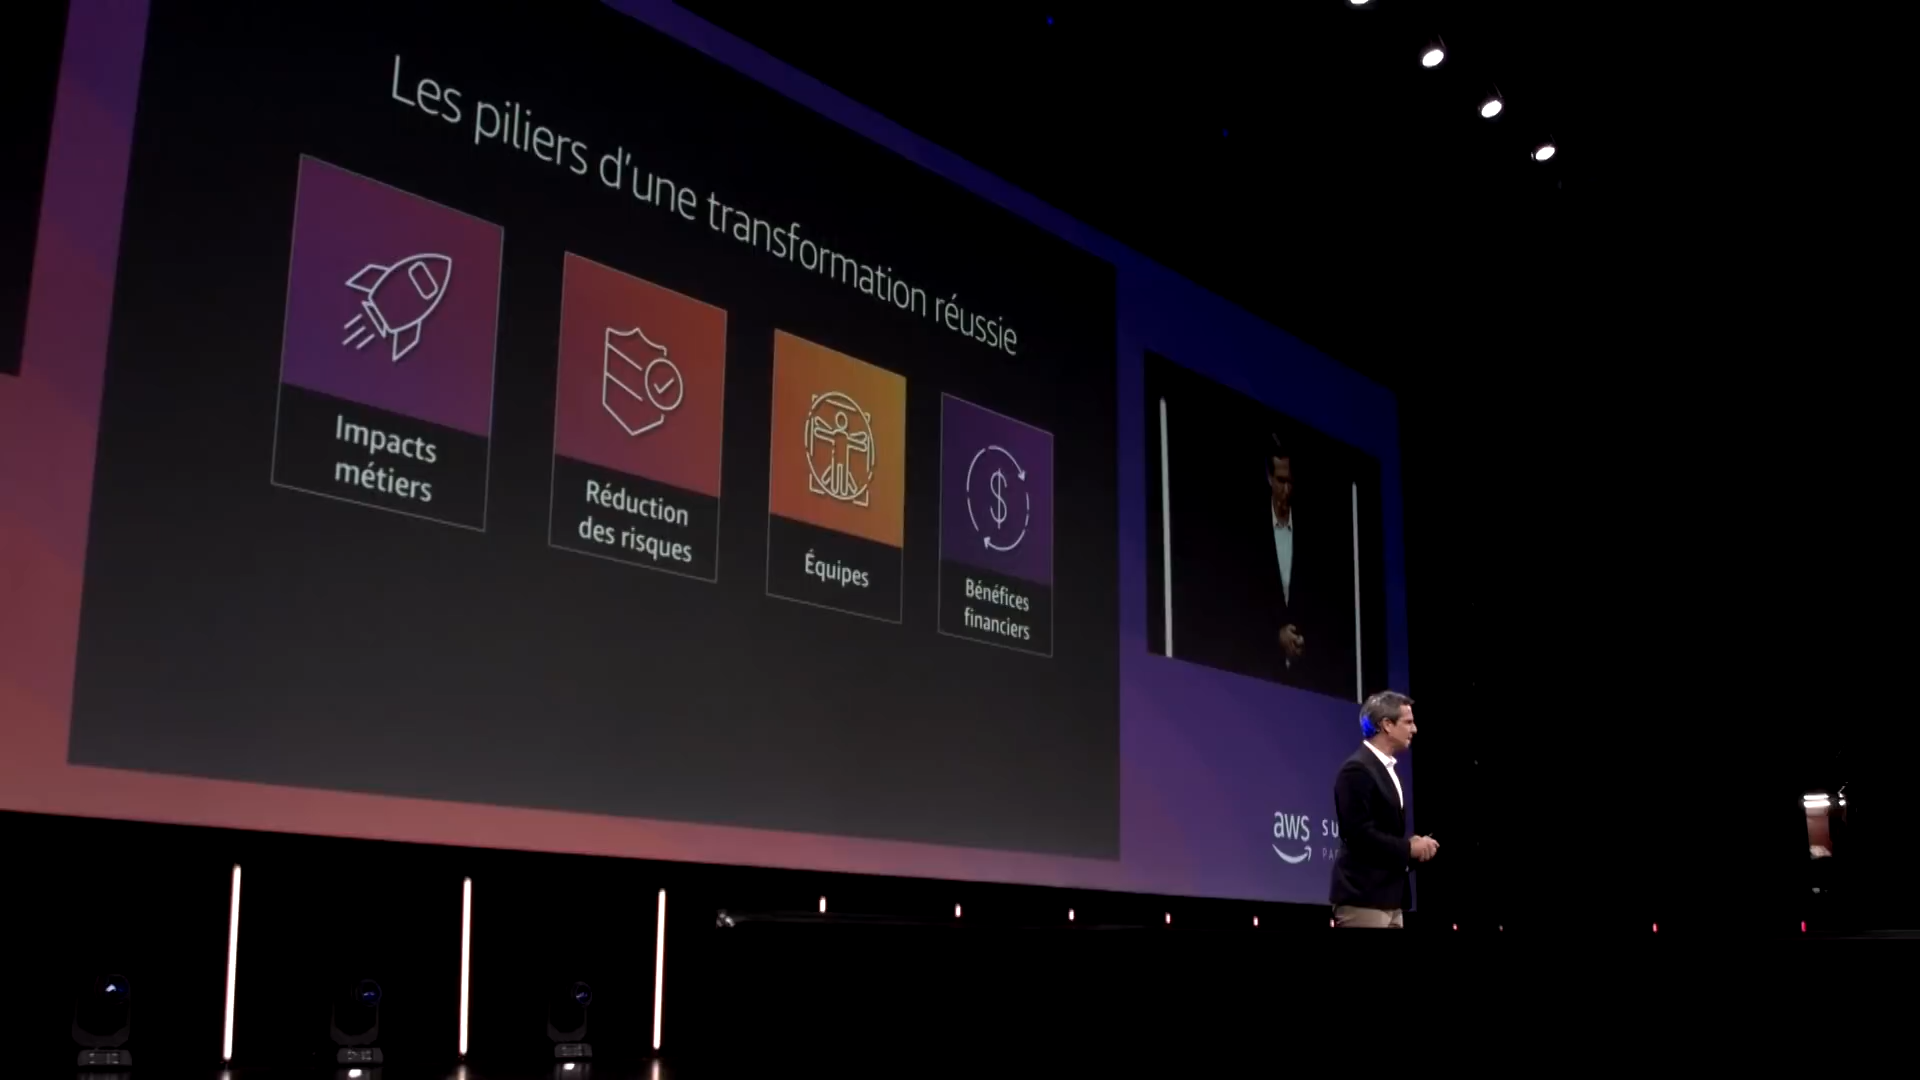 Les piliers d'une transformation réussie
Impacts
métiers
Réduction
des risques
Équipes
Bénéfices
financiers
aws